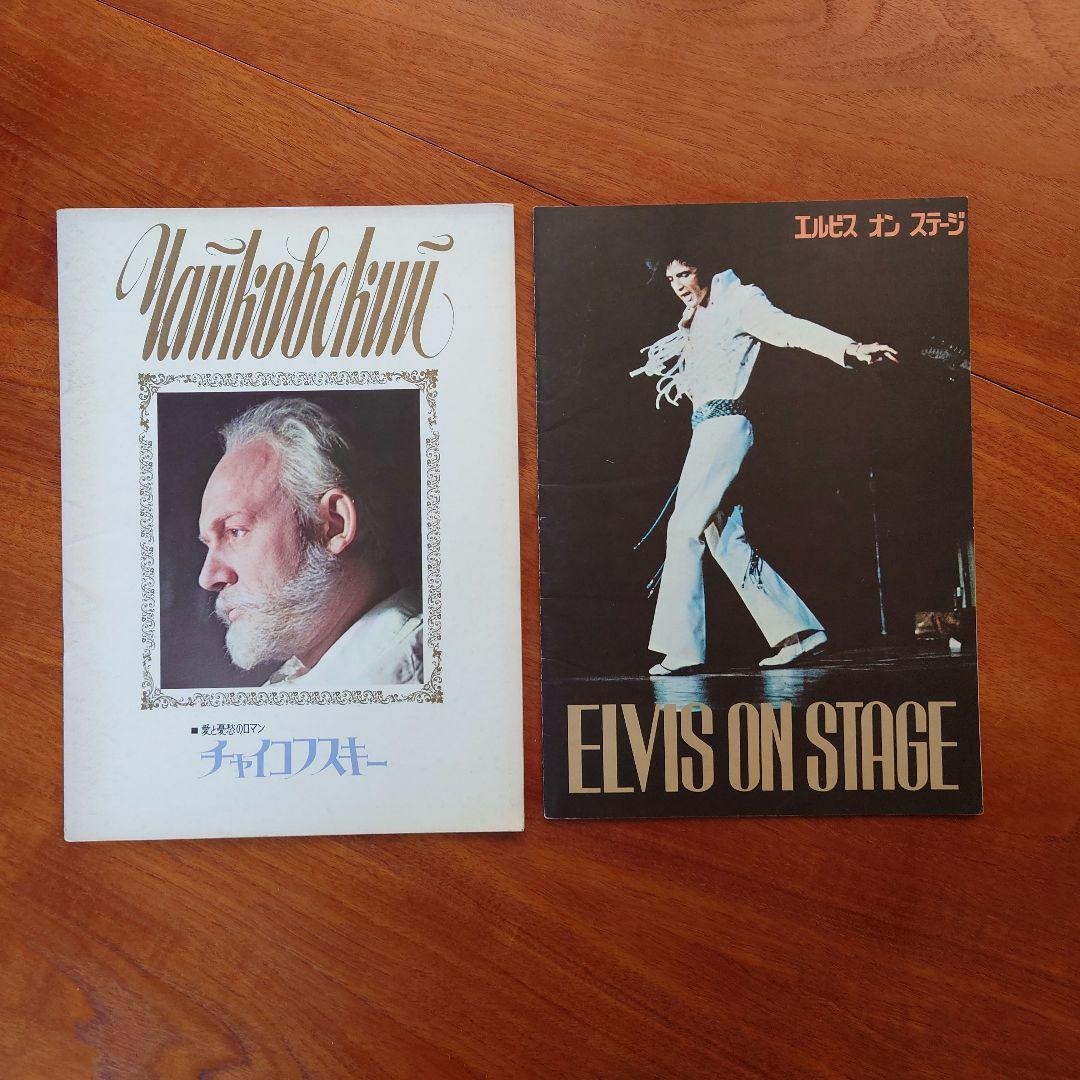 Чайковский
■ 愛と憂愁のロマン
チャイコフスキー
エルビス オン ステージ
ELVIS ON STAGE